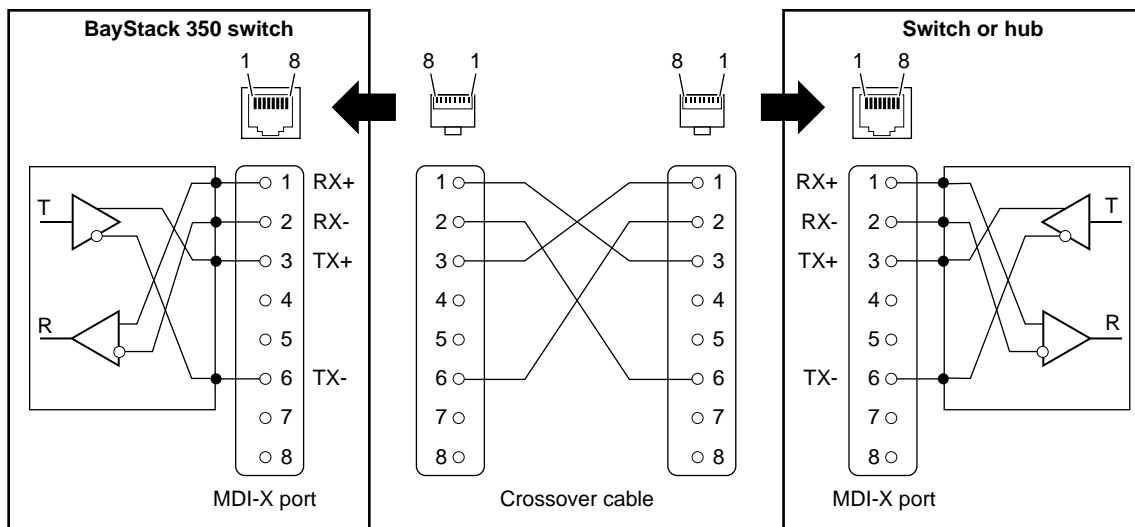 BayStack 350 switch
Switch or hub
1 8
8 1
8 1
1 8
1 RX+
2 RX-
3 TX+
4
5
6 TX-
7
8
T
R
MDI-X port
1
2
3
4
5
6
7
8
1
2
3
4
5
6
7
8
Crossover cable
RX+ 1
RX- 2
TX+ 3
4
5
TX- 6
7
8
T
R
MDI-X port